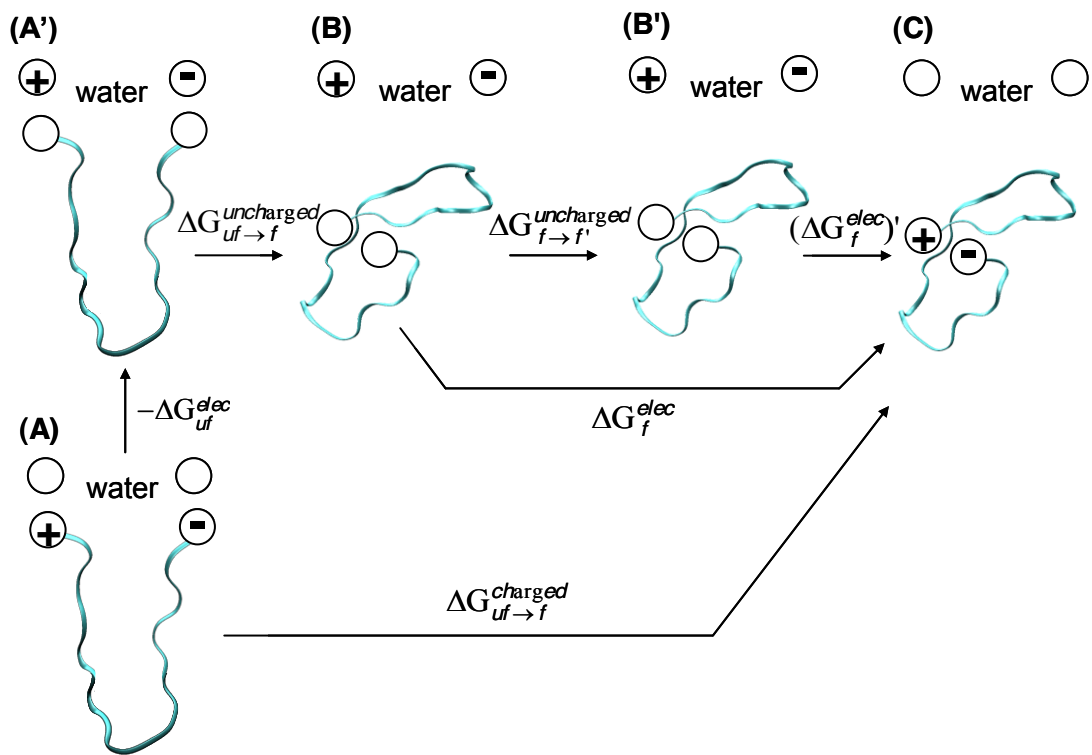 (A') (B) (B') (C)
+ - + - + -
water water water water
ΔG^{uncharged}_{uf→f} ΔG^{uncharged}_{f→f'} (ΔG^{elec}_{f})'
+ -
−ΔG^{elec}_{uf} ΔG^{elec}_{f}
(A)
water
+ -
ΔG^{charged}_{uf→f}